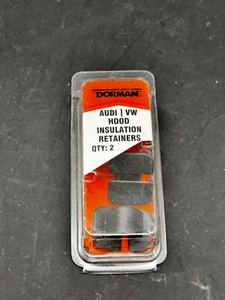 DORMAN
AUDI | VW
HOOD
INSULATION
RETAINERS
QTY: 2